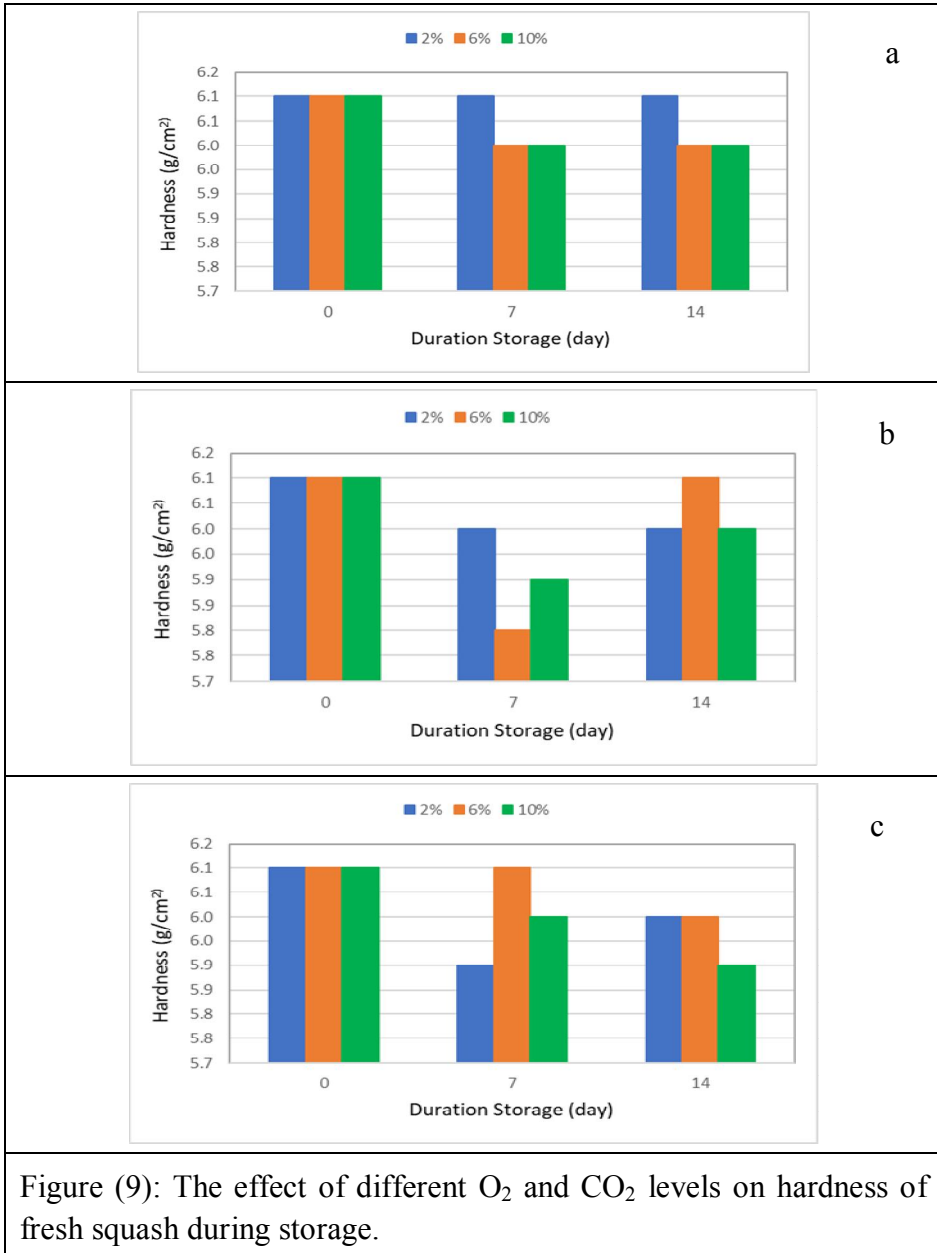 a
2% 6% 10%
6.2
6.1
6.1
6.0
6.0
5.9
5.9
5.8
5.8
5.7
Hardness (g/cm²)
0 7 14
Duration Storage (day)
b
2% 6% 10%
6.2
6.1
6.1
6.0
6.0
5.9
5.9
5.8
5.8
5.7
Hardness (g/cm²)
0 7 14
Duration Storage (day)
c
2% 6% 10%
6.2
6.1
6.1
6.0
6.0
5.9
5.9
5.8
5.8
5.7
Hardness (g/cm²)
0 7 14
Duration Storage (day)
Figure (9): The effect of different O₂ and CO₂ levels on hardness of
fresh squash during storage.